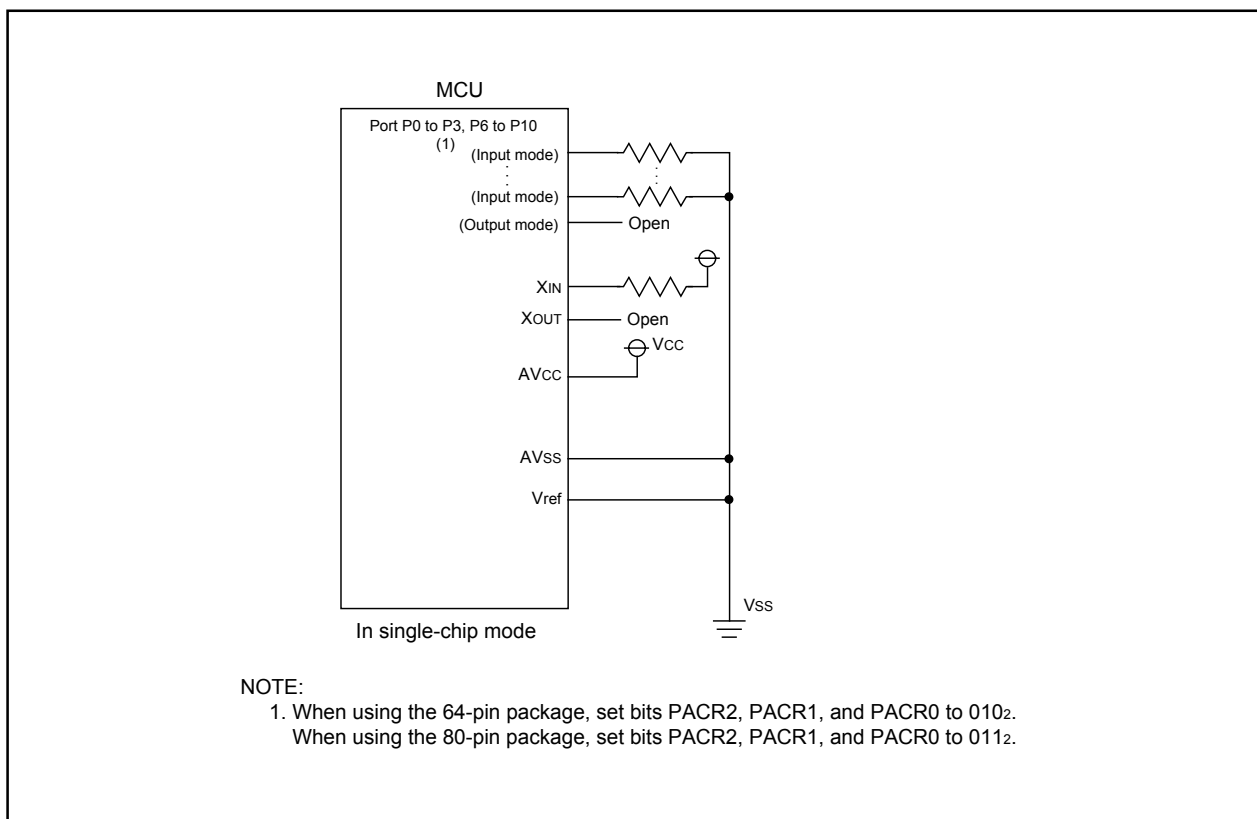 MCU
Port P0 to P3, P6 to P10
(1)
(Input mode)
(Input mode)
(Output mode)
Open
XIN
XOUT
Open
VCC
AVCC
AVSS
Vref
VSS
In single-chip mode
NOTE:
1. When using the 64-pin package, set bits PACR2, PACR1, and PACR0 to 0102.
When using the 80-pin package, set bits PACR2, PACR1, and PACR0 to 0112.